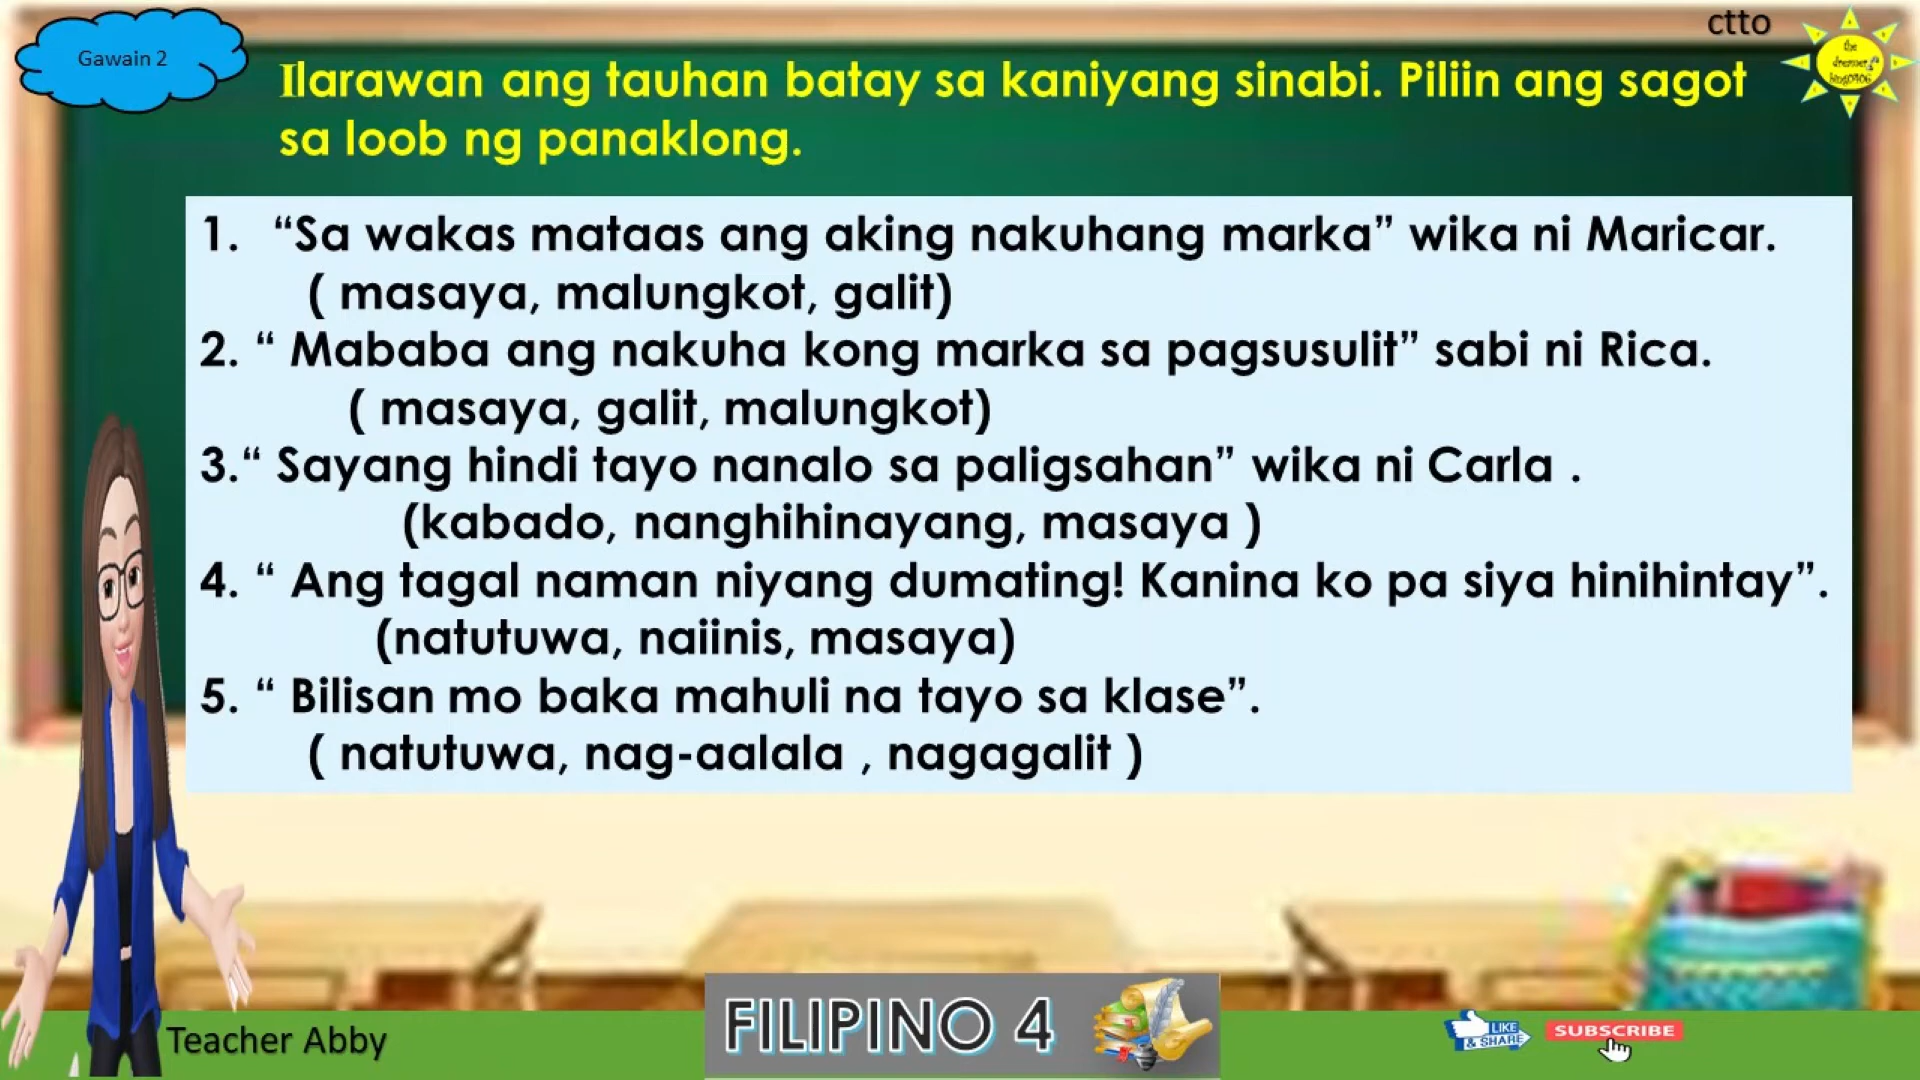 Gawain 2
ctto
the
dreamer
Ilarawan ang tauhan batay sa kaniyang sinabi. Piliin ang sagot
sa loob ng panaklong.
1. “Sa wakas mataas ang aking nakuhang marka” wika ni Maricar.
( masaya, malungkot, galit)
2. “ Mababa ang nakuha kong marka sa pagsusulit” sabi ni Rica.
( masaya, galit, malungkot)
3.“ Sayang hindi tayo nanalo sa paligsahan” wika ni Carla .
(kabado, nanghihinayang, masaya )
4. “ Ang tagal naman niyang dumating! Kanina ko pa siya hinihintay”.
(natutuwa, naiinis, masaya)
5. “ Bilisan mo baka mahuli na tayo sa klase”.
( natutuwa, nag-aalala , nagagalit )
Teacher Abby
FILIPINO 4
LIKE
& SHARE
SUBSCRIBE